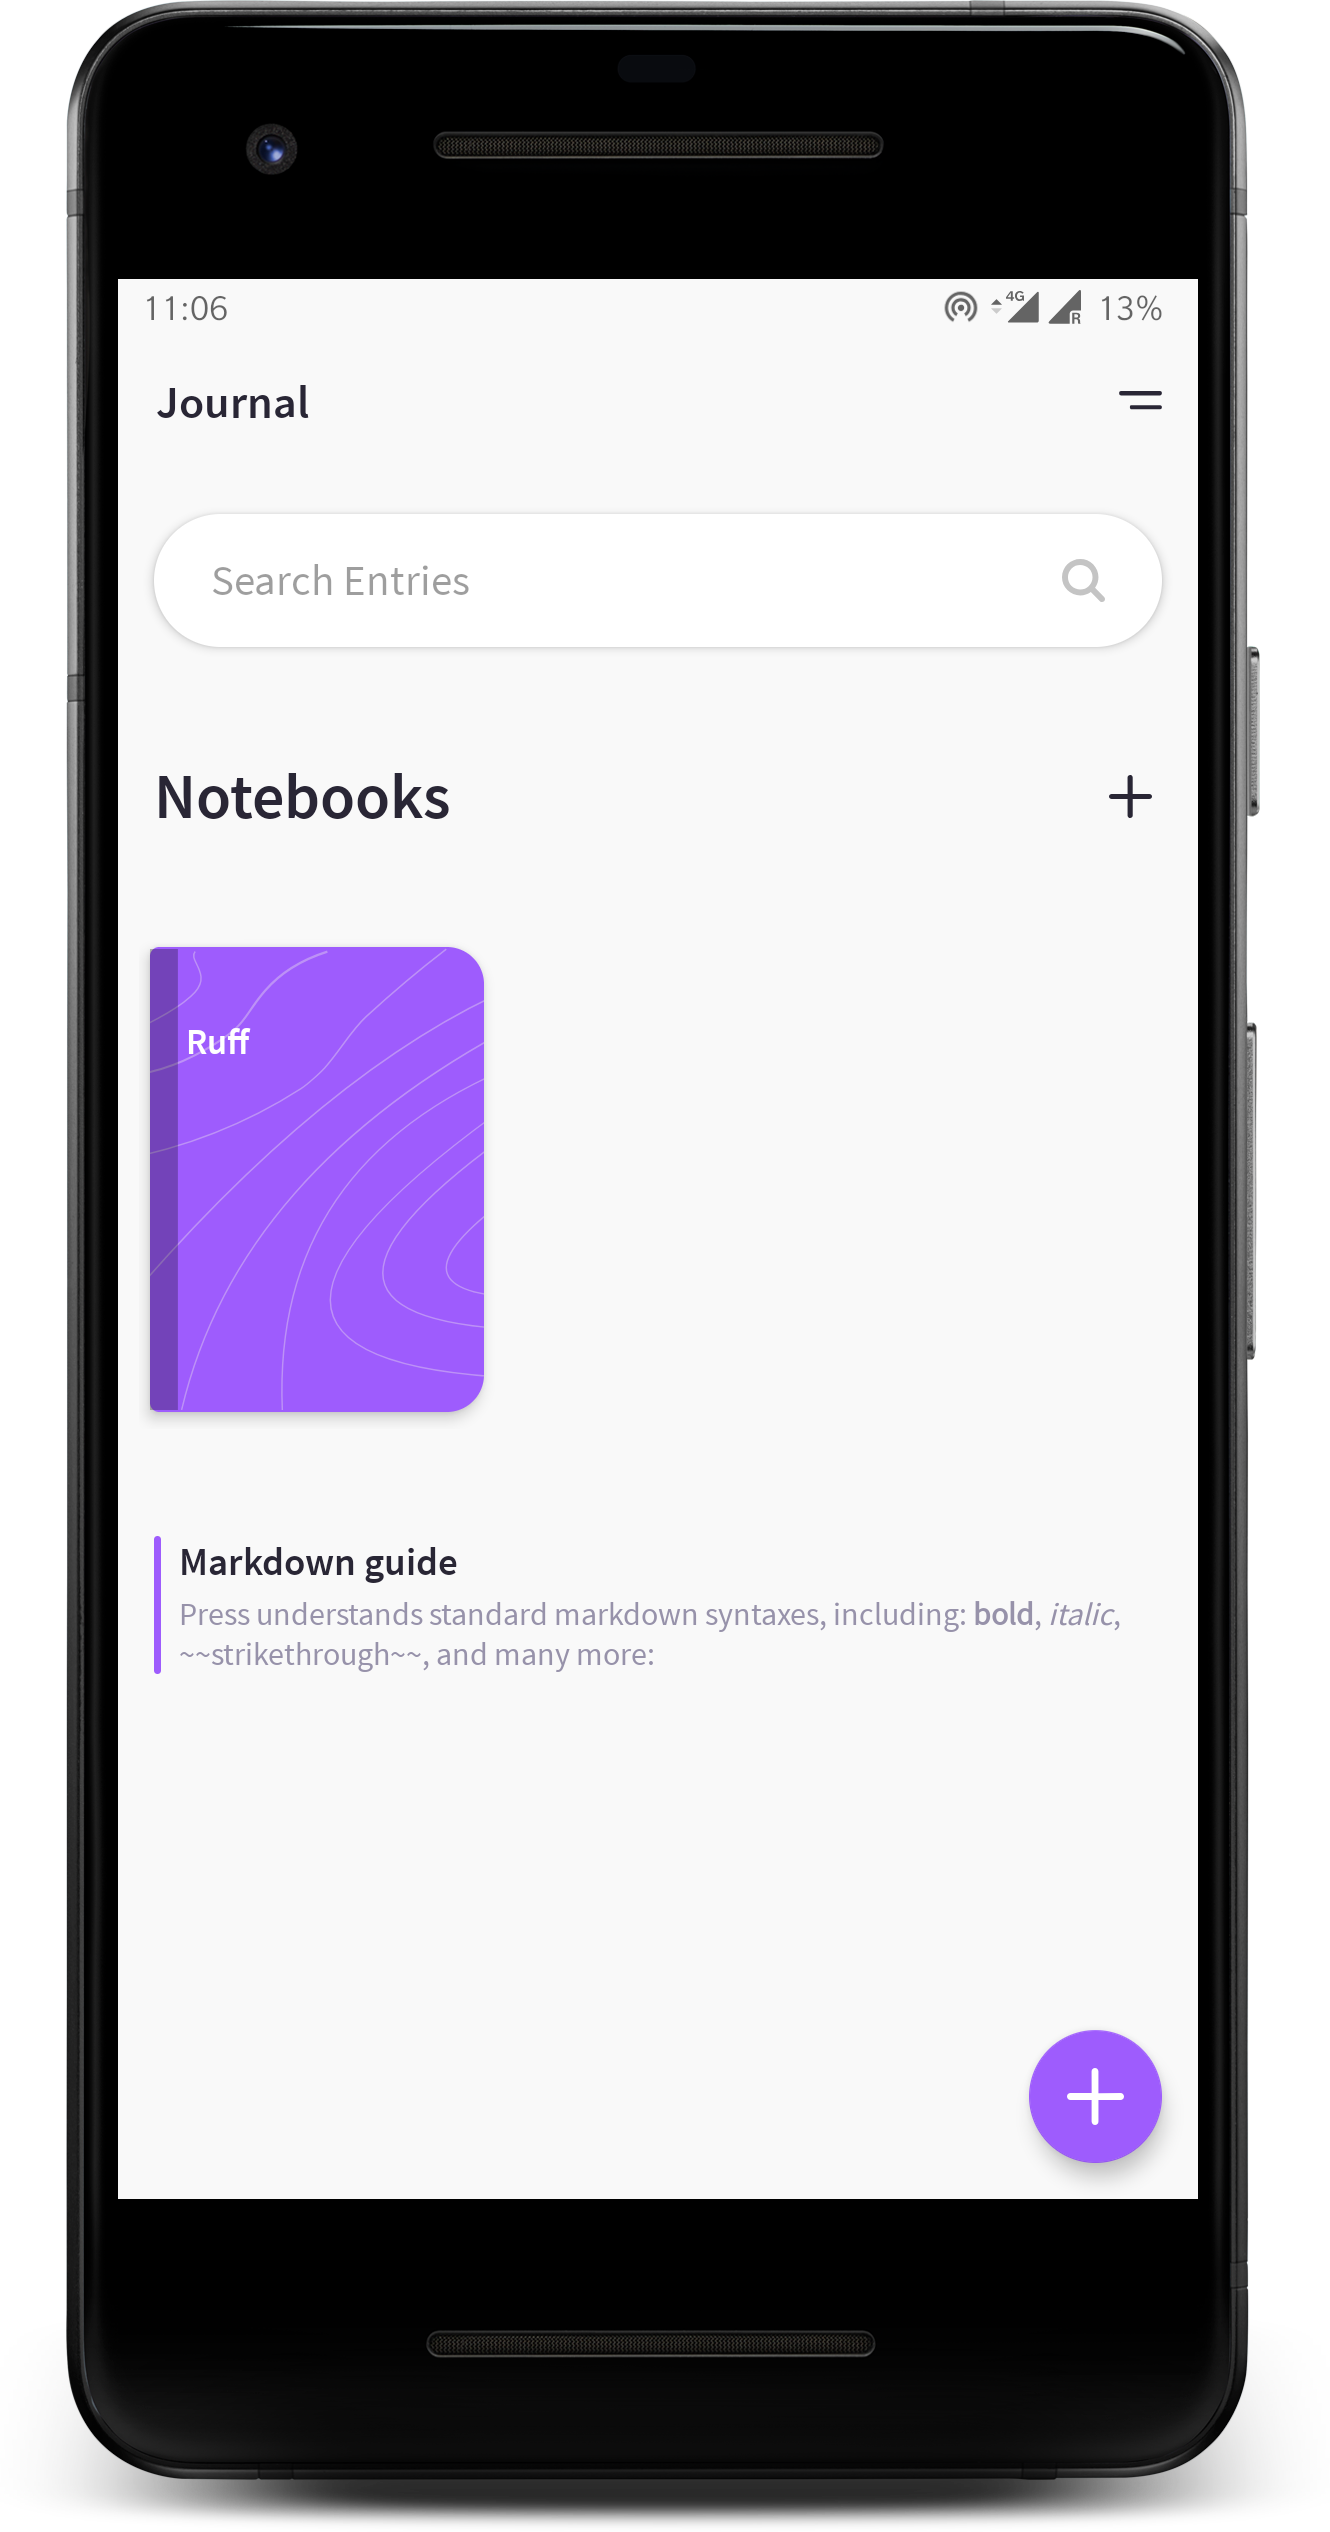 11:06
4G R 13%
Journal
Search Entries
Notebooks
Ruff
Markdown guide
Press understands standard markdown syntaxes, including: bold, italic,
~~strikethrough~~, and many more: